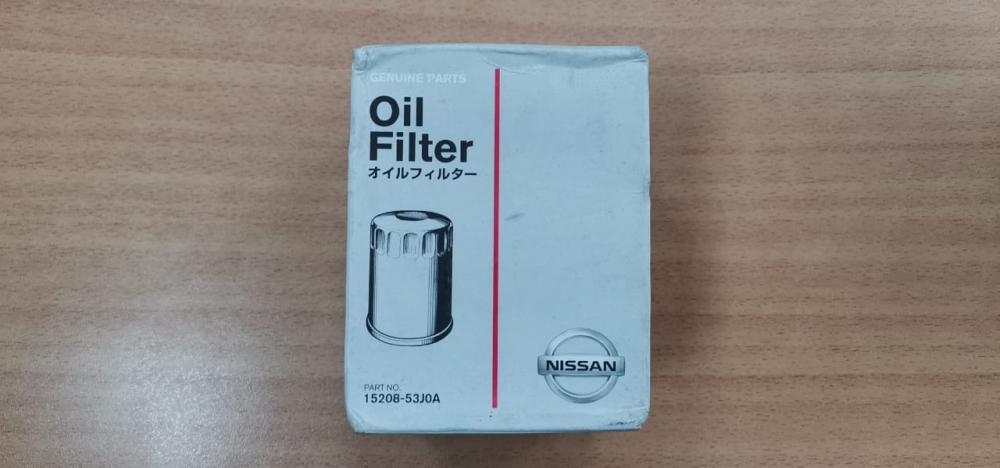 GENUINE PARTS
Oil
Filter
オイルフィルター
PART NO.
15208-53J0A
NISSAN